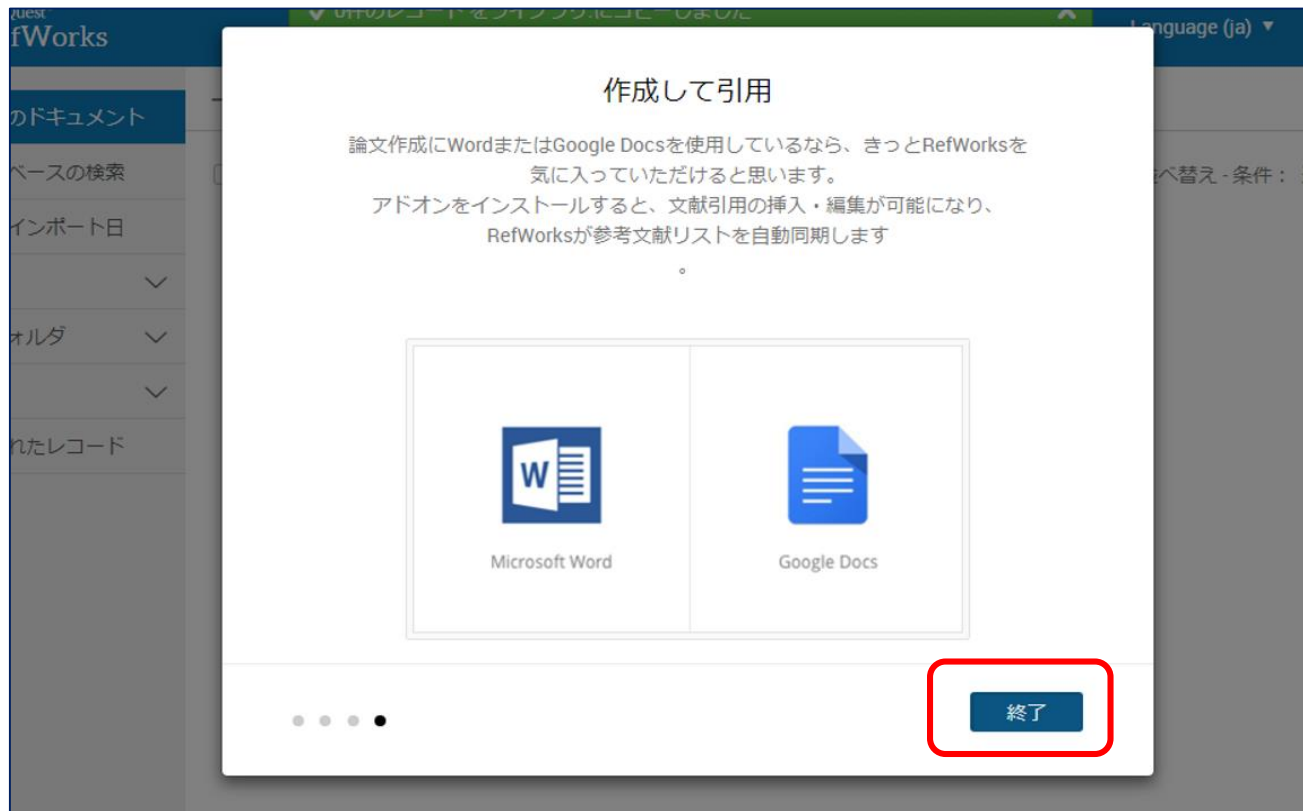 fWorks
Language (ja) ▼
のドキュメント
ベースの検索
インポート日
ォルダ
れたレコード
べ替え - 条件：
作成して引用
論文作成にWordまたはGoogle Docsを使用しているなら、きっとRefWorksを
気に入っていただけると思います。
アドオンをインストールすると、文献引用の挿入・編集が可能になり、
RefWorksが参考文献リストを自動同期します
。
W
Microsoft Word
Google Docs
終了